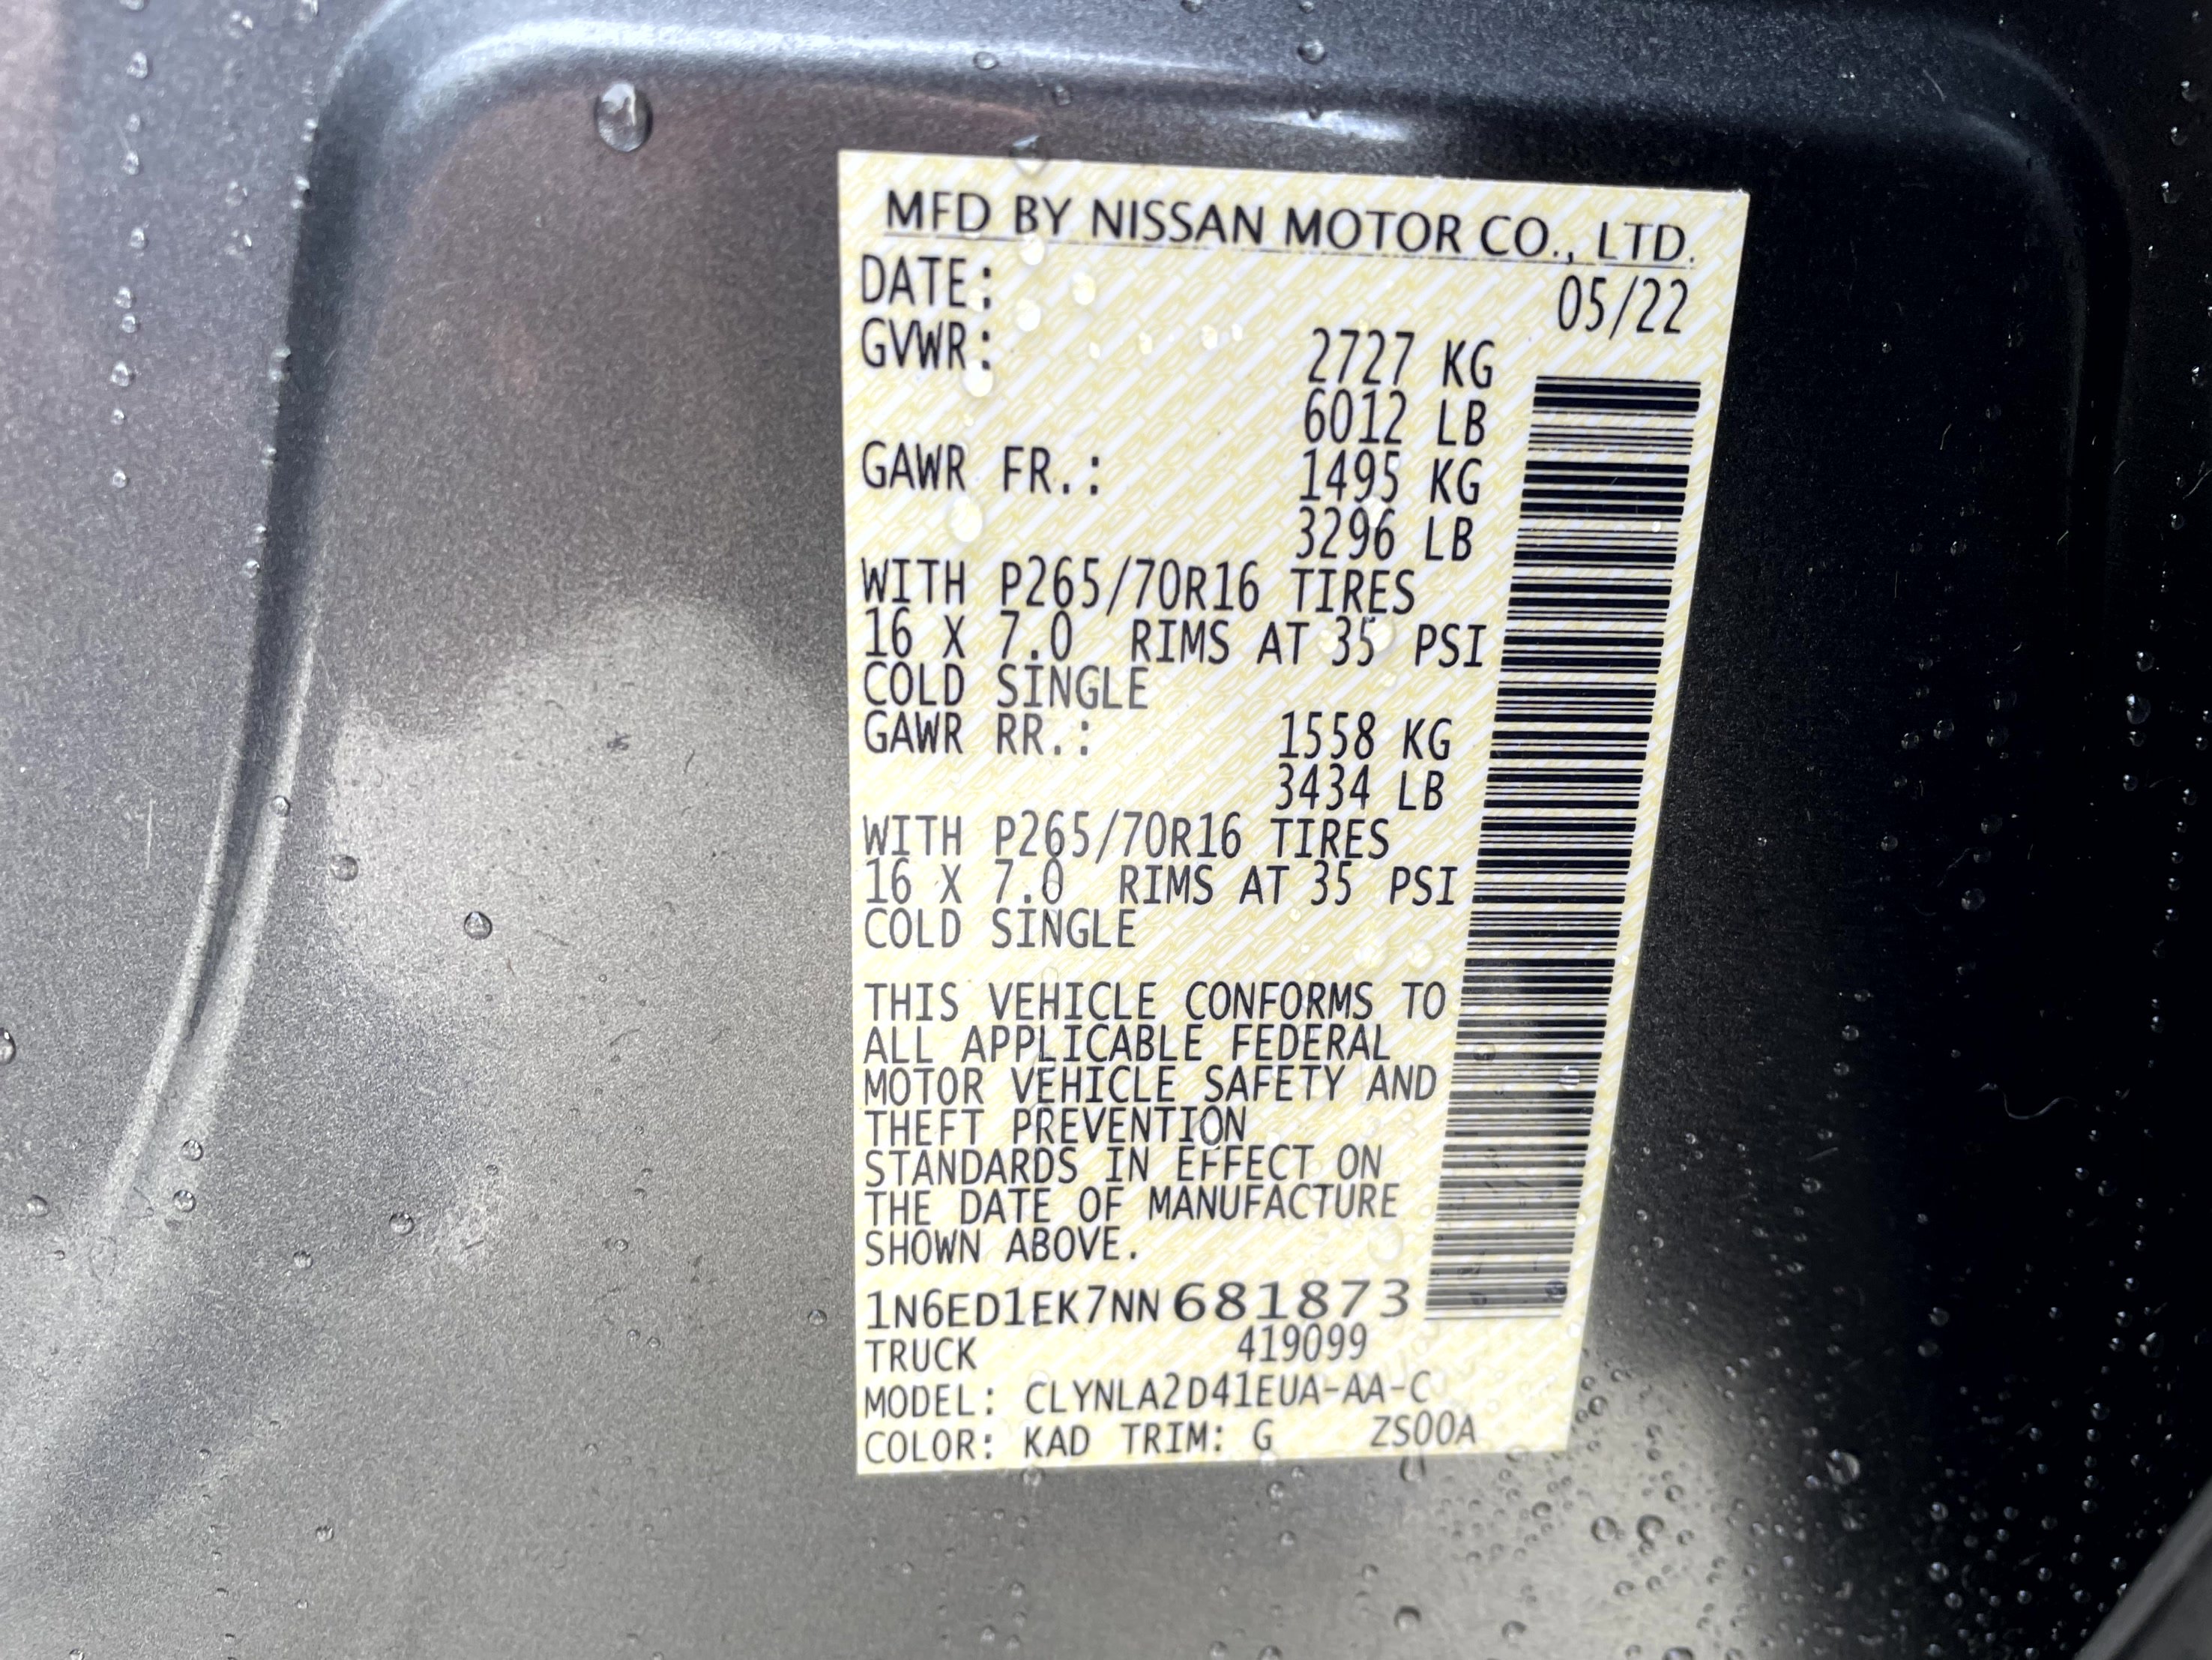 MFD BY NISSAN MOTOR CO., LTD.
DATE: 05/22
GVWR: 2727 KG
6012 LB
GAWR FR.: 1495 KG
3296 LB
WITH P265/70R16 TIRES
16 X 7.0 RIMS AT 35 PSI
COLD SINGLE
GAWR RR.: 1558 KG
3434 LB
WITH P265/70R16 TIRES
16 X 7.0 RIMS AT 35 PSI
COLD SINGLE
THIS VEHICLE CONFORMS TO
ALL APPLICABLE FEDERAL
MOTOR VEHICLE SAFETY AND
THEFT PREVENTION
STANDARDS IN EFFECT ON
THE DATE OF MANUFACTURE
SHOWN ABOVE.
1N6ED1EK7NN681873
TRUCK 419099
MODEL: CLYNLA2D41EUA-AA-C
COLOR: KAD TRIM: G ZS00A